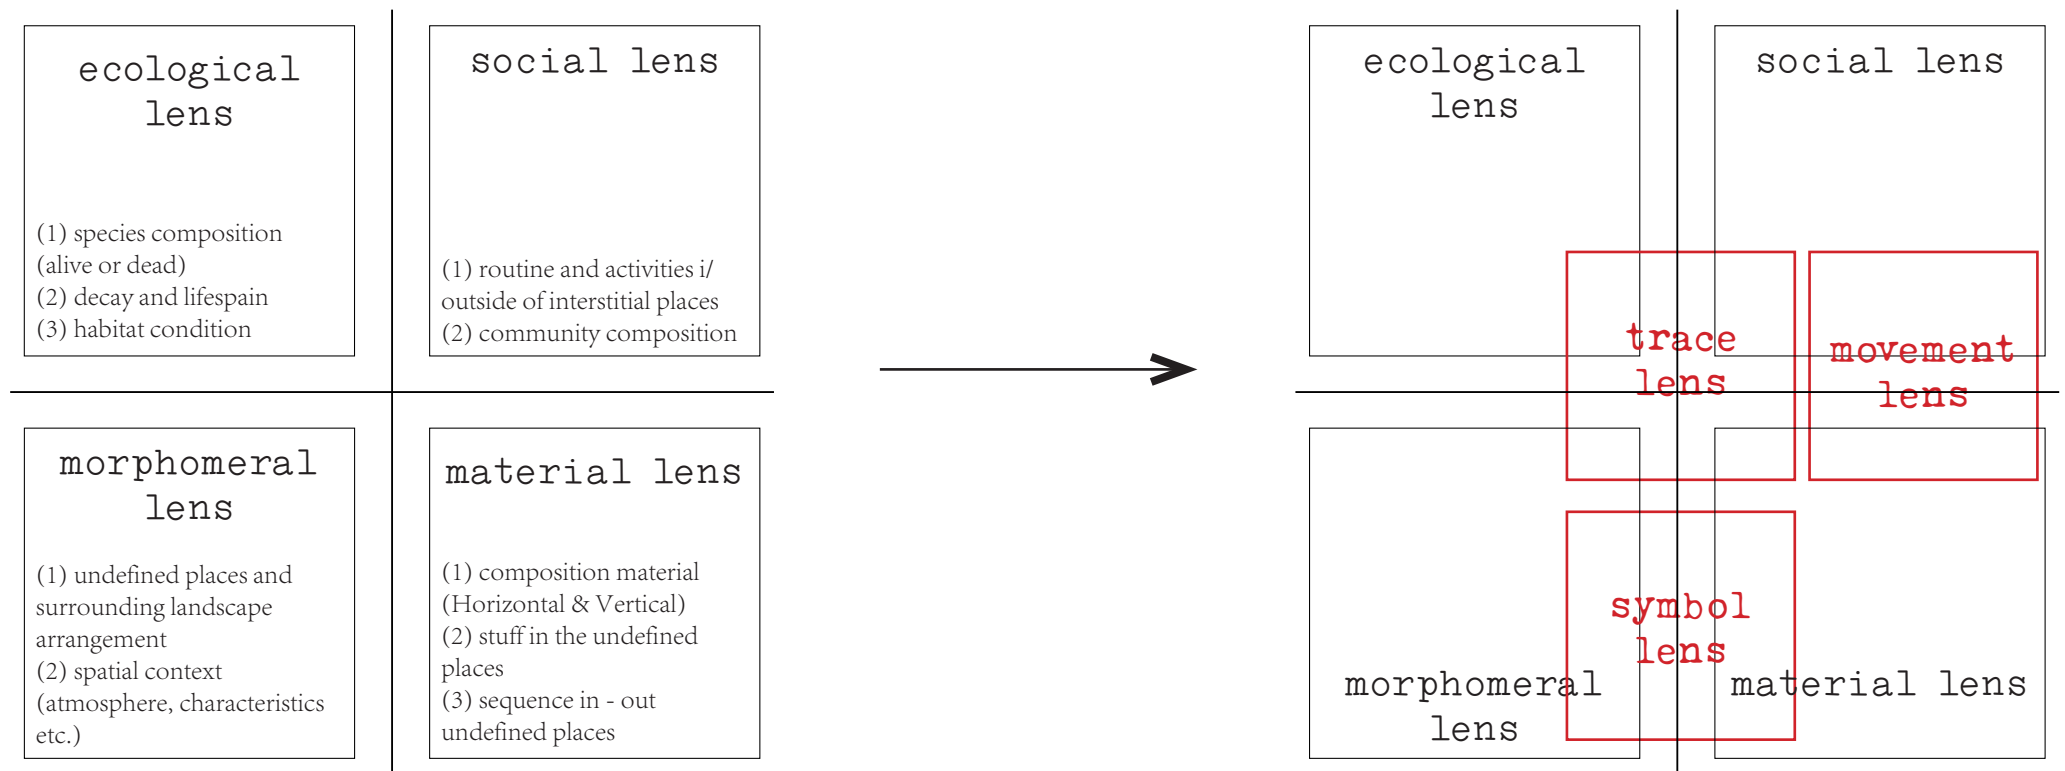 ecological
lens
(1) species composition
(alive or dead)
(2) decay and lifespain
(3) habitat condition
social lens
(1) routine and activities i/
outside of interstitial places
(2) community composition
morphomeral
lens
(1) undefined places and
surrounding landscape
arrangement
(2) spatial context
(atmosphere, characteristics
etc.)
material lens
(1) composition material
(Horizontal & Vertical)
(2) stuff in the undefined
places
(3) sequence in - out
undefined places
ecological
lens
social lens
trace
lens
movement
lens
symbol
lens
morphomeral
lens
material lens